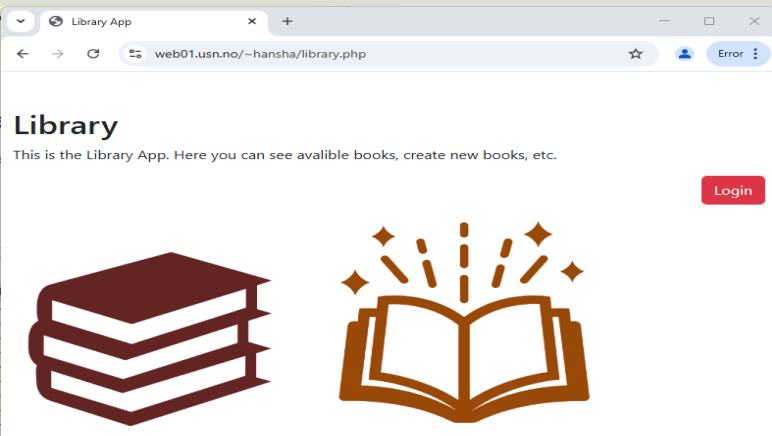 Library App
web01.usn.no/~hansha/library.php
Error
Library
This is the Library App. Here you can see avalible books, create new books, etc.
Login